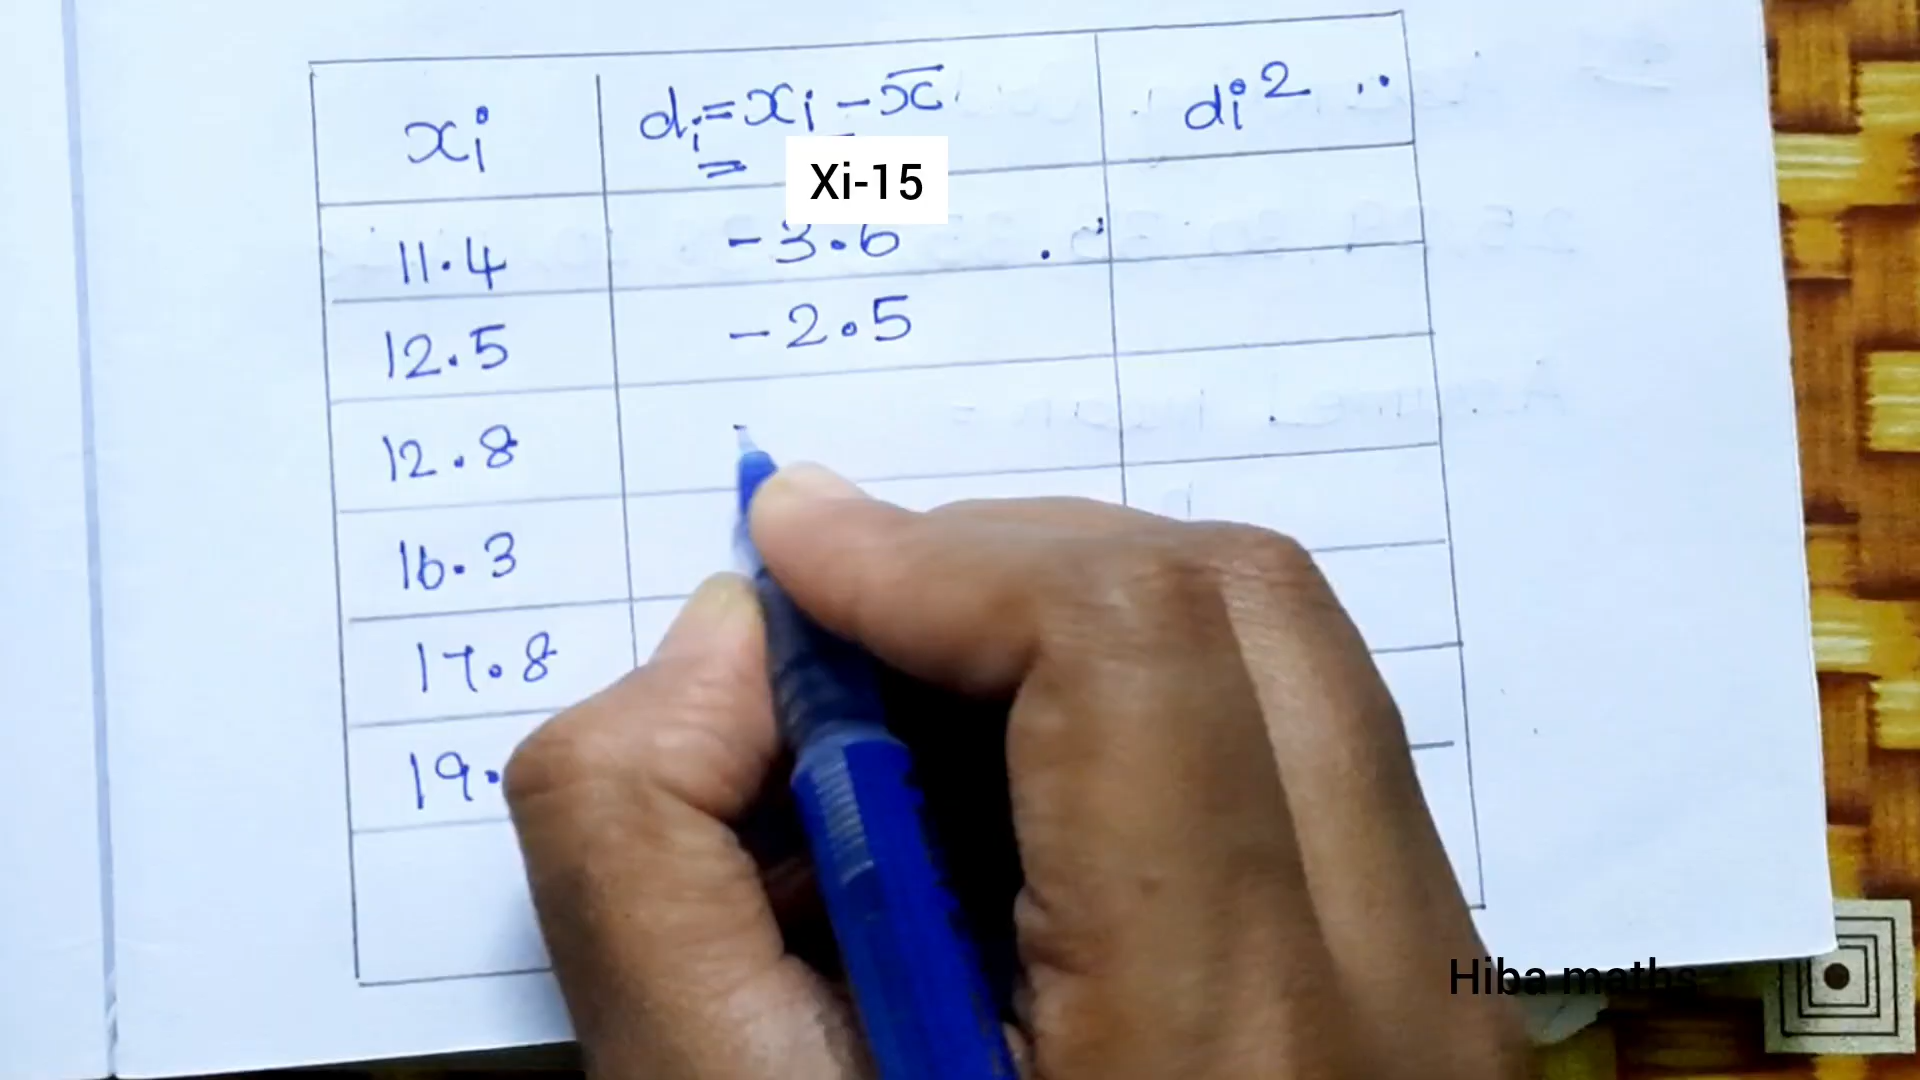 xi di=xi-x̄ di² ..
Xi-15
11.4 -3.6
12.5 -2.5
12.8 -
16.3
17.8
19.
Hiba maths